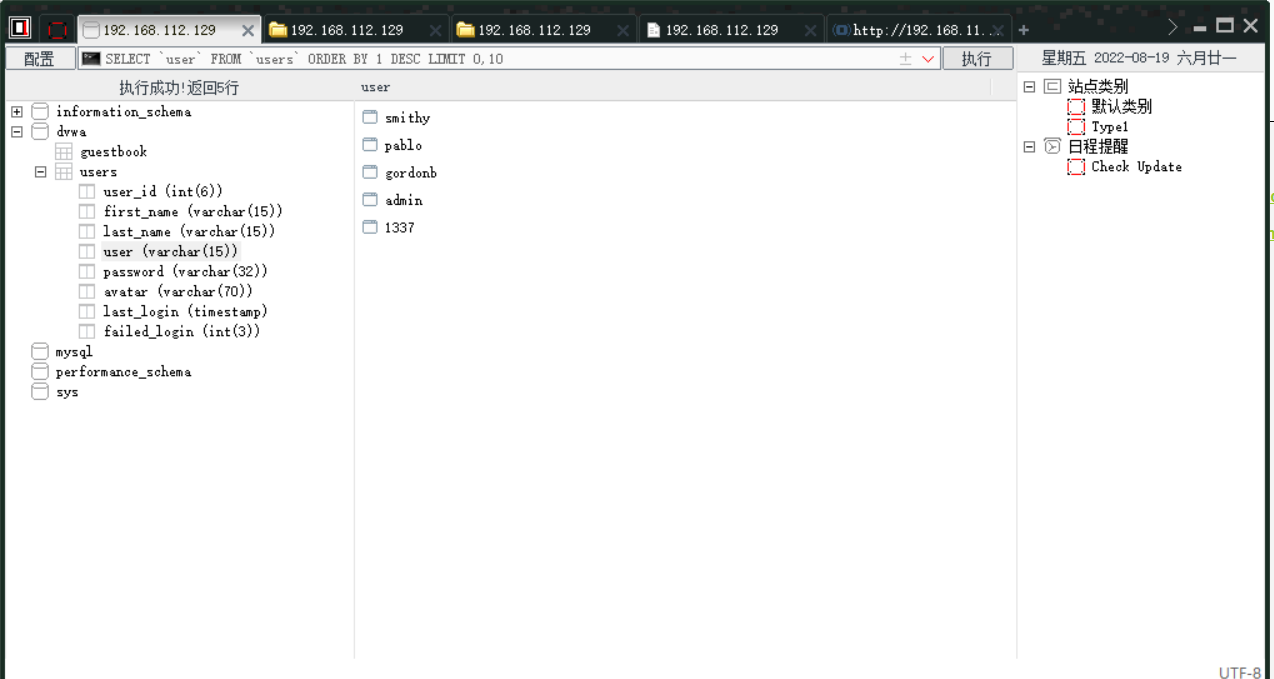 192.168.112.129
192.168.112.129
192.168.112.129
192.168.112.129
http://192.168.11...
配置
SELECT `user` FROM `users` ORDER BY 1 DESC LIMIT 0,10
执行
星期五 2022-08-19 六月廿一
执行成功!返回5行
user
information_schema
dvwa
guestbook
users
user_id (int(6))
first_name (varchar(15))
last_name (varchar(15))
user (varchar(15))
password (varchar(32))
avatar (varchar(70))
last_login (timestamp)
failed_login (int(3))
mysql
performance_schema
sys
smithy
pablo
gordonb
admin
1337
站点类别
默认类别
Type1
日程提醒
Check Update
UTF-8